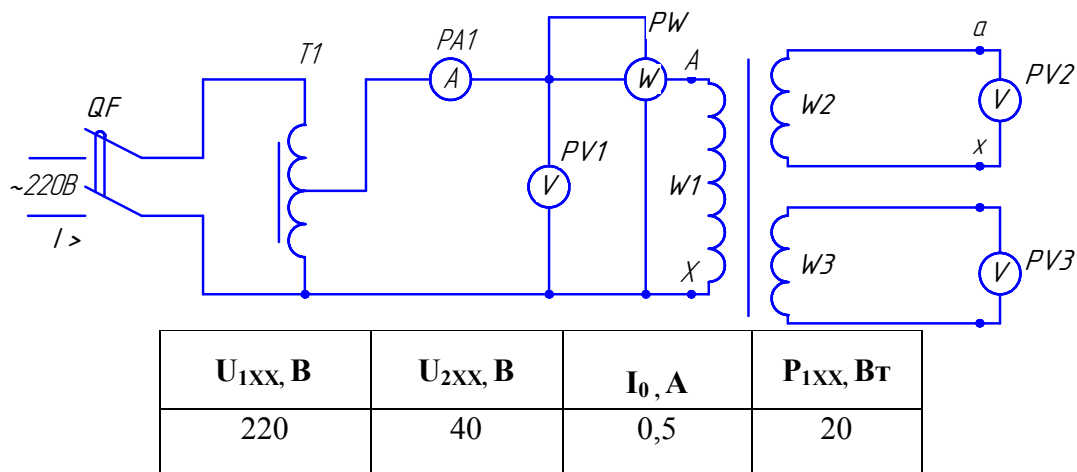 PW
a
T1
PA1
A
W
A
PV2
V
QF
W2
PV1
x
~220В
V
W1
I >
W3
V
PV3
X
U1XX, В U2XX, В I0 , А P1XX, Вт
220 40 0,5 20